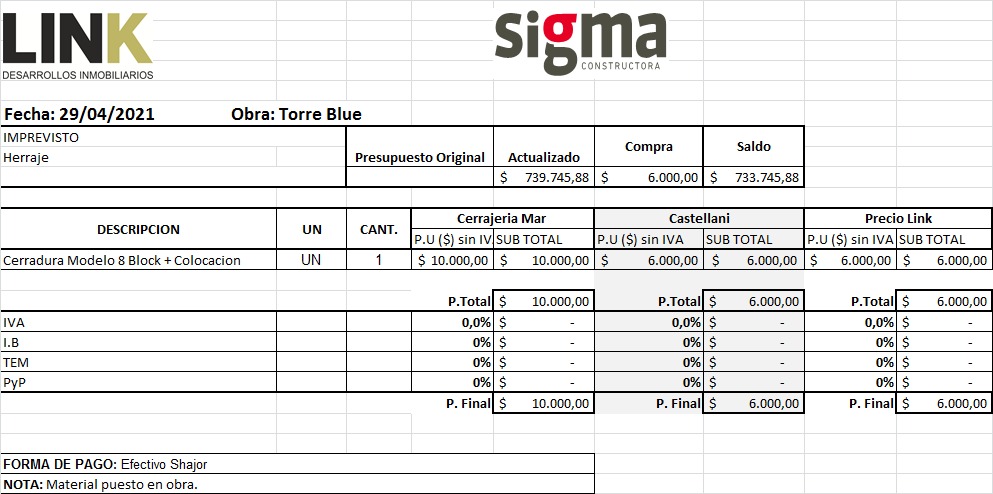 LINK
DESARROLLOS INMOBILIARIOS
sigma
CONSTRUCTORA
Fecha: 29/04/2021 Obra: Torre Blue
IMPREVISTO
Herraje
Presupuesto Original Actualizado Compra Saldo
$ 739.745,88 $ 6.000,00 $ 733.745,88
DESCRIPCION UN CANT. Cerrajeria Mar Castellani Precio Link
P.U ($) sin IV. SUB TOTAL P.U ($) sin IVA SUB TOTAL P.U ($) sin IVA SUB TOTAL
Cerradura Modelo 8 Block + Colocacion UN 1 $ 10.000,00 $ 10.000,00 $ 6.000,00 $ 6.000,00 $ 6.000,00 $ 6.000,00
P.Total $ 10.000,00 P.Total $ 6.000,00 P.Total $ 6.000,00
IVA 0,0% $ - 0,0% $ - 0,0% $ -
I.B 0% $ - 0% $ - 0% $ -
TEM 0% $ - 0% $ - 0% $ -
PyP 0% $ - 0% $ - 0% $ -
P. Final $ 10.000,00 P. Final $ 6.000,00 P. Final $ 6.000,00
FORMA DE PAGO: Efectivo Shajor
NOTA: Material puesto en obra.